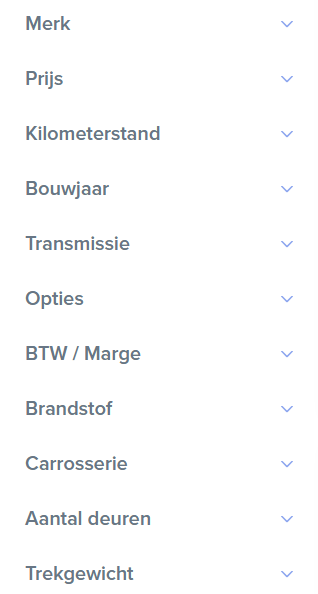 Merk
Prijs
Kilometerstand
Bouwjaar
Transmissie
Opties
BTW / Marge
Brandstof
Carrosserie
Aantal deuren
Trekgewicht